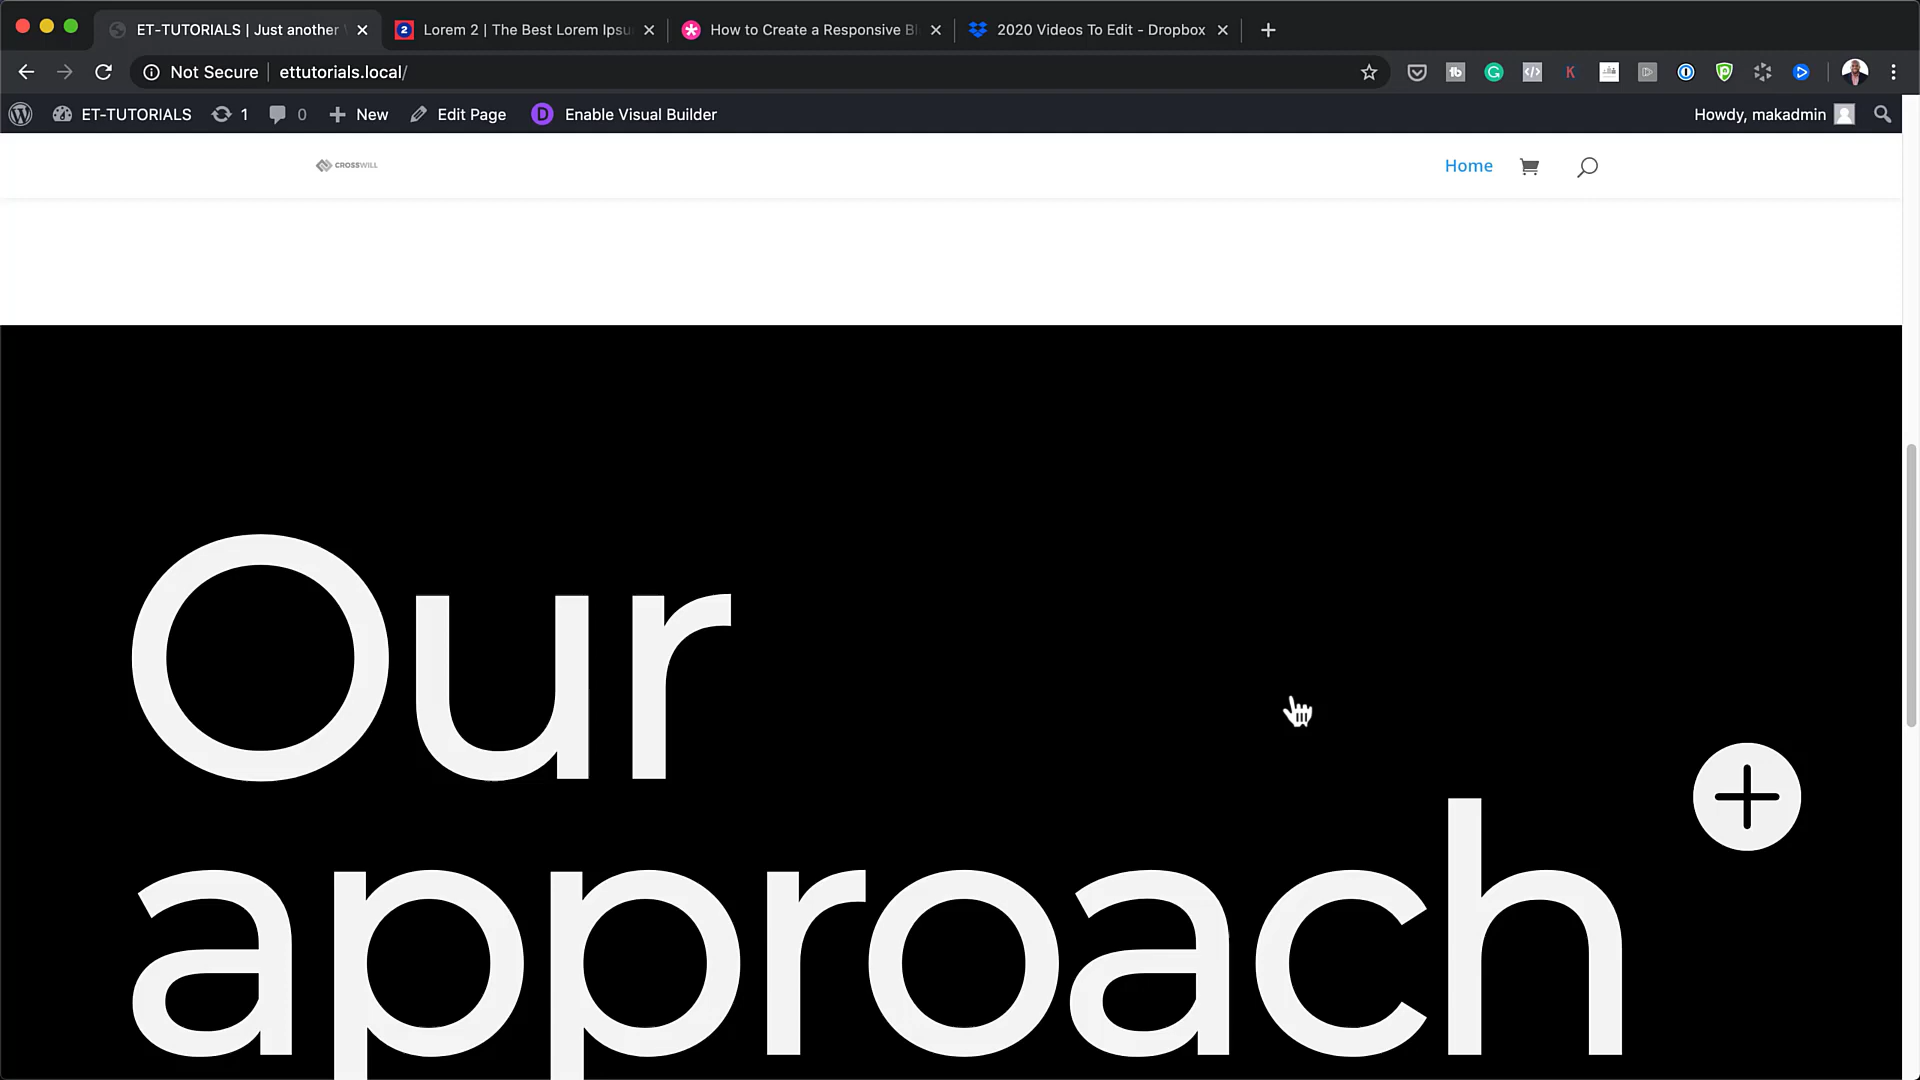 ET-TUTORIALS | Just another
Lorem 2 | The Best Lorem Ipsu
How to Create a Responsive Bl
2020 Videos To Edit - Dropbox
Not Secure
ettutorials.local/
ET-TUTORIALS
1
0
New
Edit Page
D
Enable Visual Builder
Howdy, makadmin
CROSSWILL
Home
Our
approach